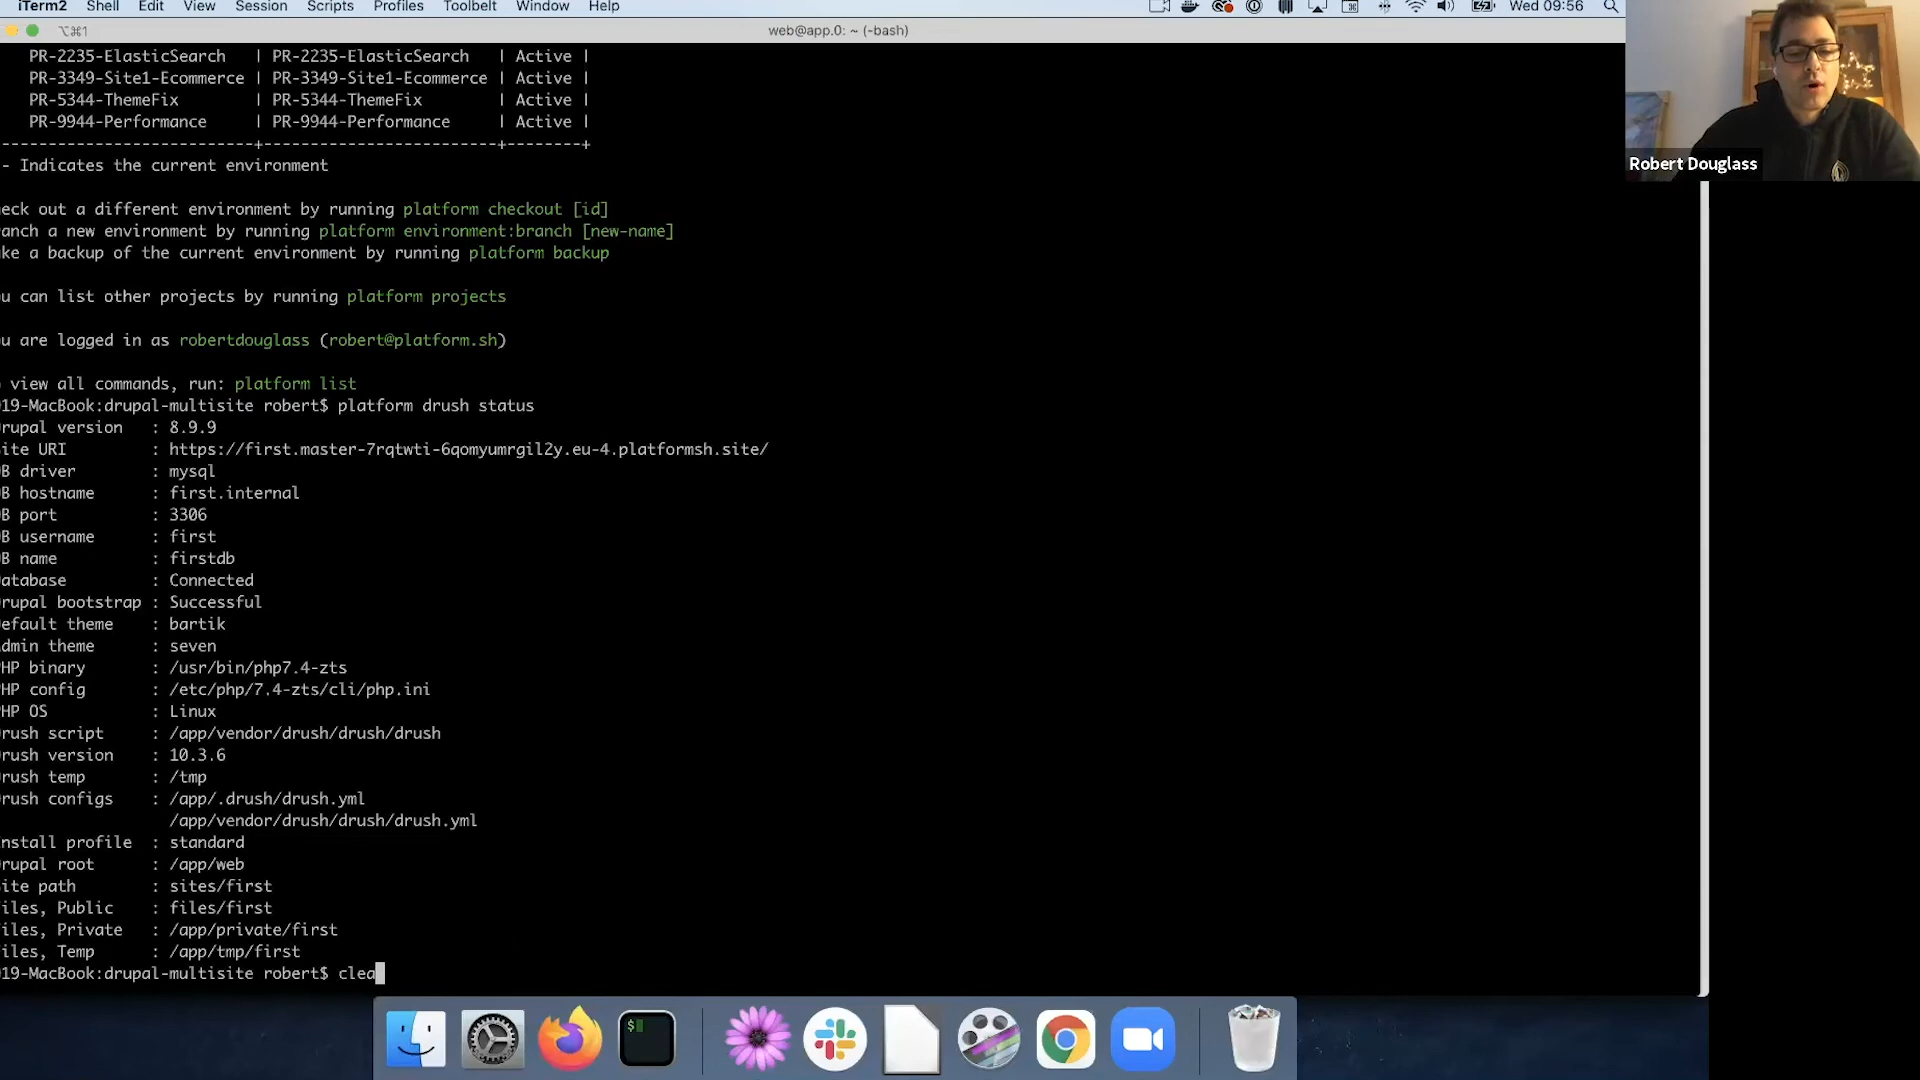 iTerm2 Shell Edit View Session Scripts Profiles Toolbelt Window Help Wed 09:56
⌥⌘1 web@app.0: ~ (-bash)
PR-2235-ElasticSearch | PR-2235-ElasticSearch | Active |
PR-3349-Site1-Ecommerce | PR-3349-Site1-Ecommerce | Active |
PR-5344-ThemeFix | PR-5344-ThemeFix | Active |
PR-9944-Performance | PR-9944-Performance | Active |
---------------------------+-------------------------+--------+
- Indicates the current environment
eck out a different environment by running platform checkout [id]
anch a new environment by running platform environment:branch [new-name]
ke a backup of the current environment by running platform backup
u can list other projects by running platform projects
u are logged in as robertdouglass (robert@platform.sh)
view all commands, run: platform list
19-MacBook:drupal-multisite robert$ platform drush status
rupal version : 8.9.9
ite URI : https://first.master-7rqtwti-6qomyumrgil2y.eu-4.platformsh.site/
B driver : mysql
B hostname : first.internal
B port : 3306
B username : first
B name : firstdb
atabase : Connected
rupal bootstrap : Successful
efault theme : bartik
dmin theme : seven
HP binary : /usr/bin/php7.4-zts
HP config : /etc/php/7.4-zts/cli/php.ini
HP OS : Linux
rush script : /app/vendor/drush/drush/drush
rush version : 10.3.6
rush temp : /tmp
rush configs : /app/.drush/drush.yml
/app/vendor/drush/drush/drush.yml
nstall profile : standard
rupal root : /app/web
ite path : sites/first
iles, Public : files/first
iles, Private : /app/private/first
iles, Temp : /app/tmp/first
19-MacBook:drupal-multisite robert$ clea
Robert Douglass